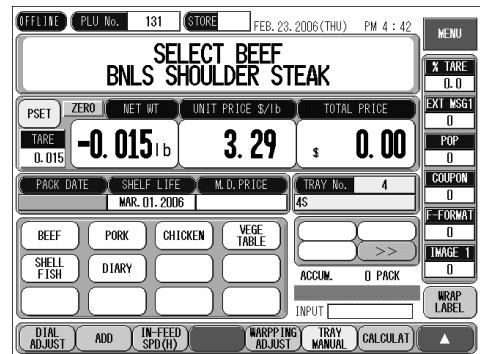 OFFLINE PLU No. 131 STORE FEB. 23. 2006(THU) PM 4 : 42
MENU
SELECT BEEF
BNLS SHOULDER STEAK
% TARE
0.0
EXT MSG1
0
PSET ZERO NET WT UNIT PRICE $/lb TOTAL PRICE
TARE
0.015
-0.015 lb 3.29 $ 0.00
POP
0
PACK DATE SHELF LIFE M.D.PRICE TRAY No. 4
MAR. 01. 2006 4S
COUPON
0
F-FORMAT
0
BEEF PORK CHICKEN VEGE
TABLE
>>
IMAGE 1
0
SHELL
FISH DIARY
ACCUM. 0 PACK
INPUT
WRAP
LABEL
DIAL
ADJUST ADD IN-FEED
SPD(H) WARPPING
ADJUST TRAY
MANUAL CALCULAT ▲